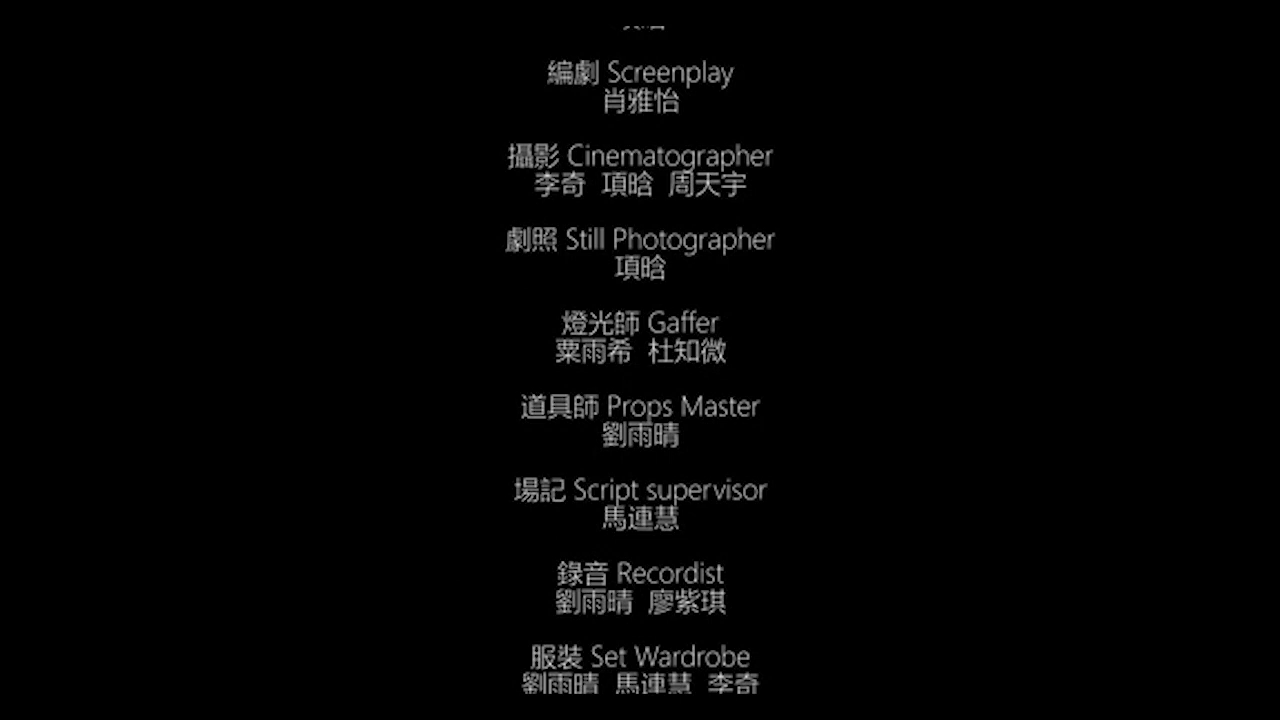 編劇 Screenplay
肖雅怡
攝影 Cinematographer
李奇 項晗 周天宇
劇照 Still Photographer
項晗
燈光師 Gaffer
粟雨希 杜知微
道具師 Props Master
劉雨晴
場記 Script supervisor
馬連慧
錄音 Recordist
劉雨晴 廖紫琪
服裝 Set Wardrobe
劉雨晴 馬連慧 李奇